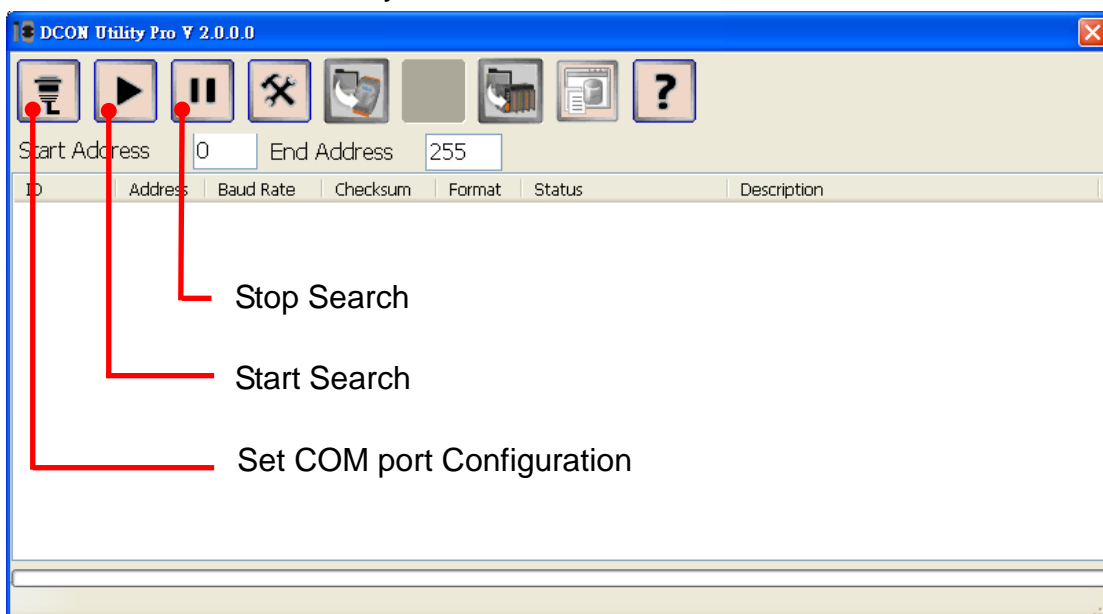 DCON Utility Pro V 2.0.0.0
?
Start Address 0 End Address 255
ID Address Baud Rate Checksum Format Status Description
Stop Search
Start Search
Set COM port Configuration